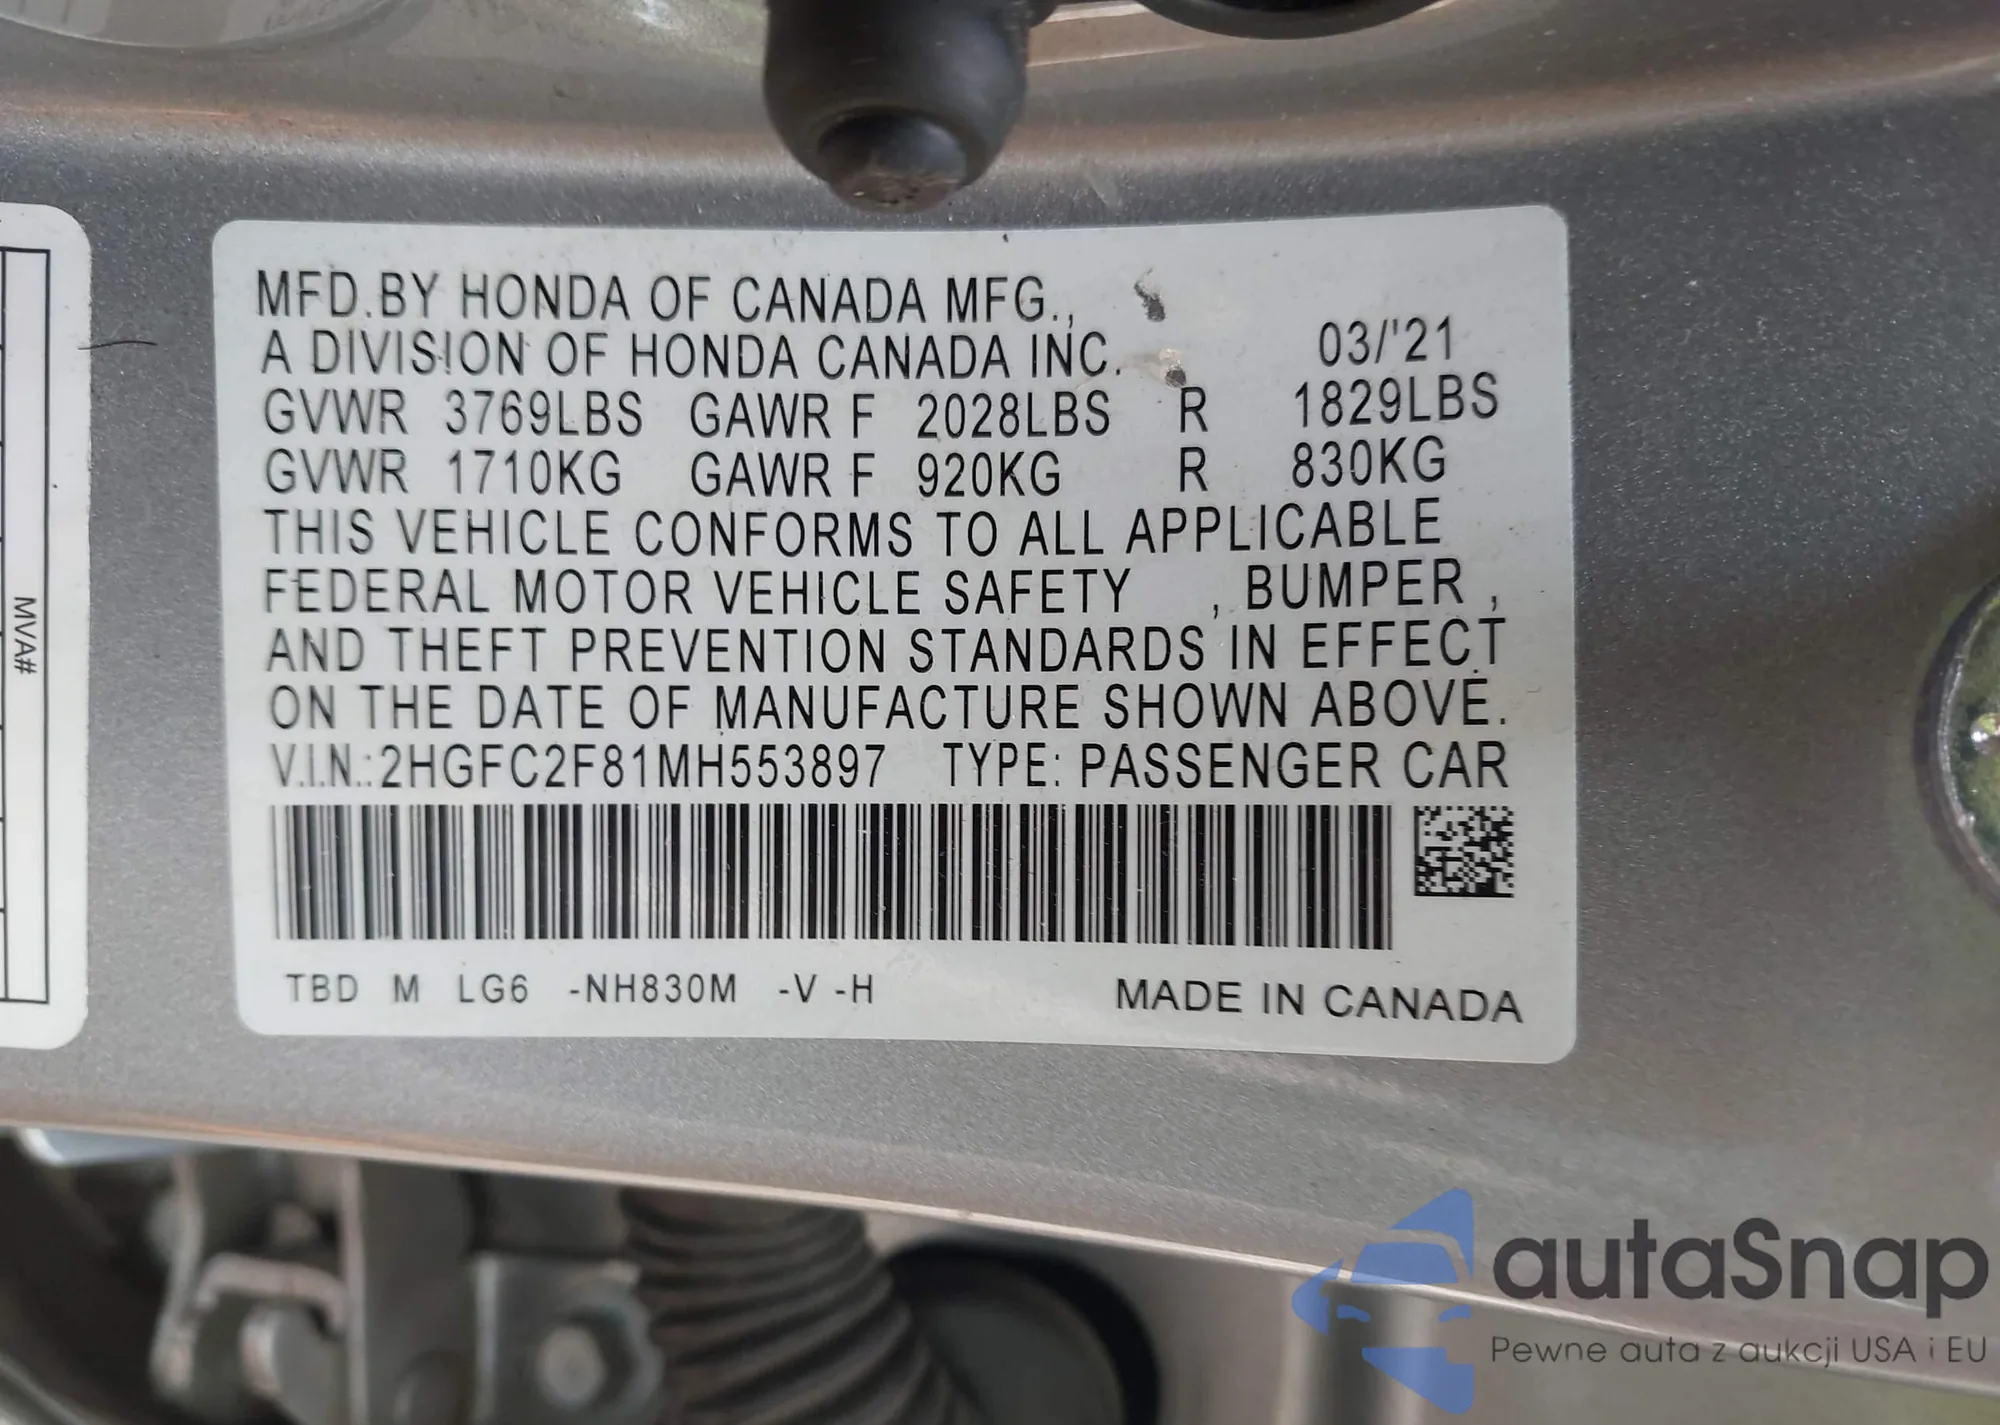 MFD.BY HONDA OF CANADA MFG.,
A DIVISION OF HONDA CANADA INC. 03/'21
GVWR 3769LBS GAWR F 2028LBS R 1829LBS
GVWR 1710KG GAWR F 920KG R 830KG
THIS VEHICLE CONFORMS TO ALL APPLICABLE
FEDERAL MOTOR VEHICLE SAFETY , BUMPER ,
AND THEFT PREVENTION STANDARDS IN EFFECT
ON THE DATE OF MANUFACTURE SHOWN ABOVE.
V.I.N.:2HGFC2F81MH553897 TYPE: PASSENGER CAR
TBD M LG6 -NH830M -V -H MADE IN CANADA
MVA#
autaSnap
Pewne auta z aukcji USA i EU